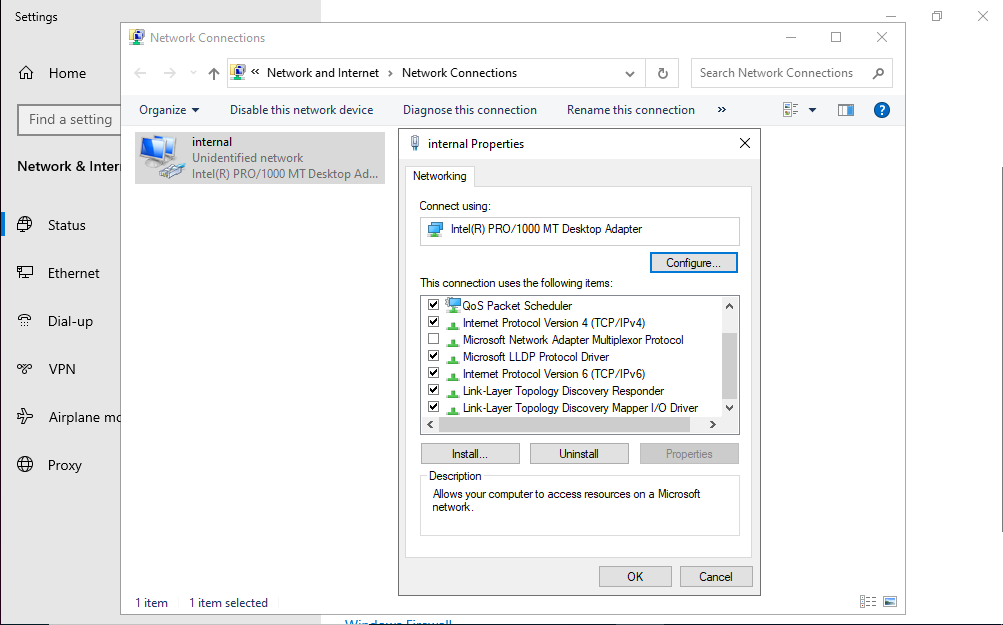 Settings
Home
Find a setting
Network & Inter
Status
Ethernet
Dial-up
VPN
Airplane mo
Proxy
Network Connections
« Network and Internet › Network Connections
Search Network Connections
Organize
Disable this network device
Diagnose this connection
Rename this connection
»
internal
Unidentified network
Intel(R) PRO/1000 MT Desktop Ad...
internal Properties
Networking
Connect using:
Intel(R) PRO/1000 MT Desktop Adapter
Configure...
This connection uses the following items:
QoS Packet Scheduler
Internet Protocol Version 4 (TCP/IPv4)
Microsoft Network Adapter Multiplexor Protocol
Microsoft LLDP Protocol Driver
Internet Protocol Version 6 (TCP/IPv6)
Link-Layer Topology Discovery Responder
Link-Layer Topology Discovery Mapper I/O Driver
Install...
Uninstall
Properties
Description
Allows your computer to access resources on a Microsoft
network.
OK
Cancel
1 item
1 item selected
Windows Firewall